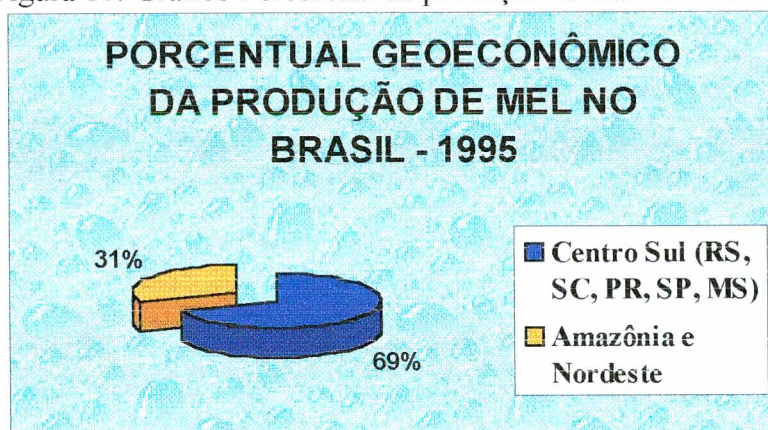 PORCENTUAL GEOECONÔMICO
DA PRODUÇÃO DE MEL NO
BRASIL - 1995
31%
69%
Centro Sul (RS,
SC, PR, SP, MS)
Amazônia e
Nordeste